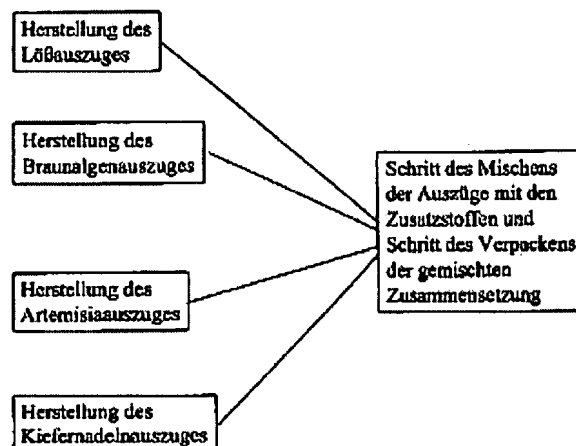 Herstellung des
Lößauszuges
Herstellung des
Braunalgenauszuges
Schritt des Mischens
der Auszüge mit den
Zusatzstoffen und
Schritt des Verpackens
der gemischten
Zusammensetzung
Herstellung des
Artemisiaauszuges
Herstellung des
Kiefernadelnauszuges